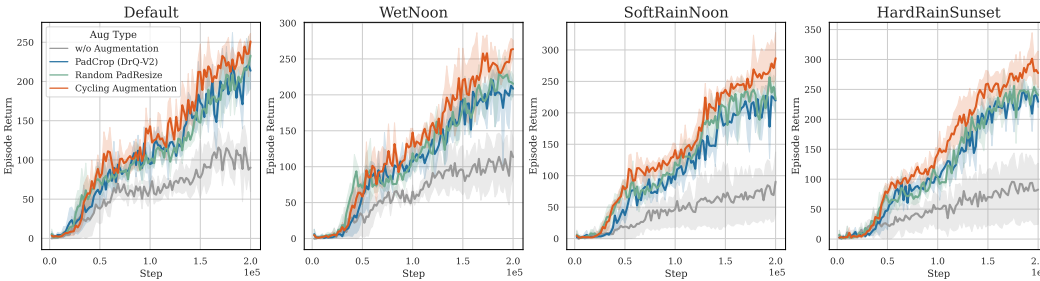 Default
WetNoon
SoftRainNoon
HardRainSunset
Aug Type
w/o Augmentation
PadCrop (DrQ-V2)
Random PadResize
Cycling Augmentation
Episode Return
250
200
150
100
50
0
0.0 0.5 1.0 1.5 2.0
Step
1e5
Episode Return
300
250
200
150
100
50
0
0.0 0.5 1.0 1.5 2.0
Step
1e5
Episode Return
300
250
200
150
100
50
0
0.0 0.5 1.0 1.5 2.0
Step
1e5
Episode Return
350
300
250
200
150
100
50
0
0.0 0.5 1.0 1.5 2.0
Step
1e5